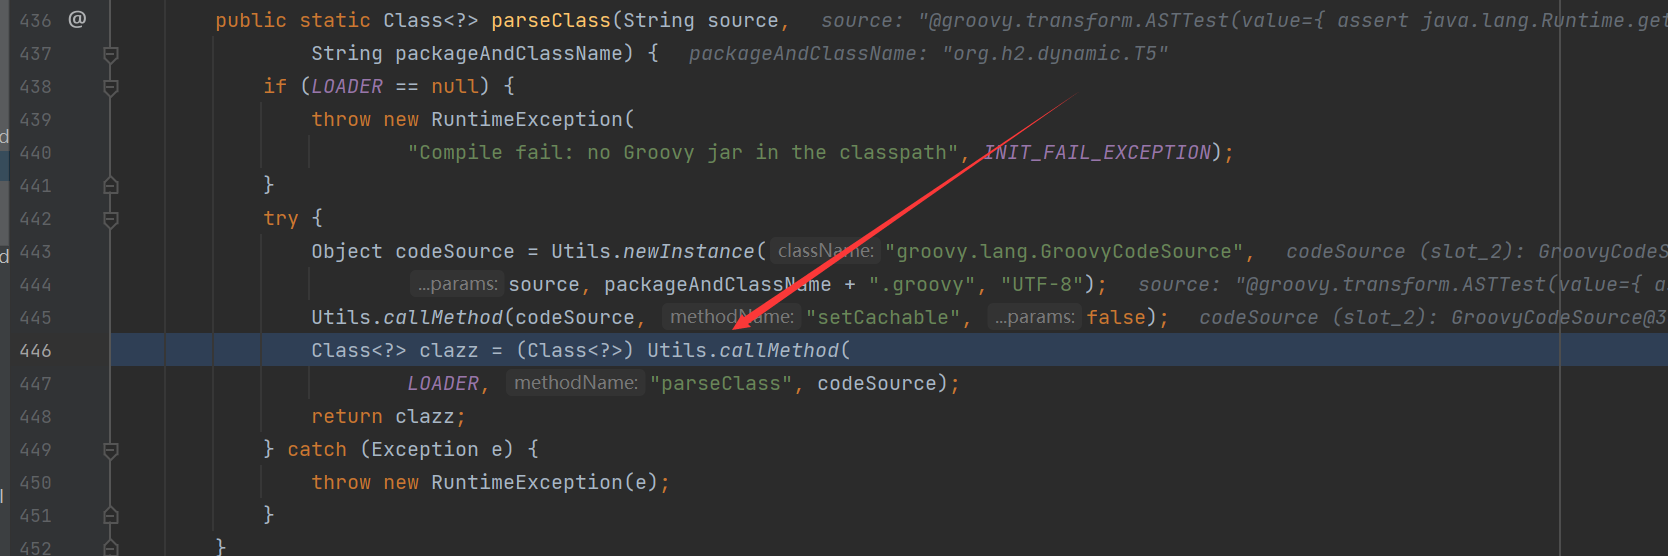 436 @ public static Class<?> parseClass(String source, source: "@groovy.transform.ASTTest(value={ assert java.lang.Runtime.get
437 String packageAndClassName) { packageAndClassName: "org.h2.dynamic.T5"
438 if (LOADER == null) {
439 throw new RuntimeException(
440 "Compile fail: no Groovy jar in the classpath", INIT_FAIL_EXCEPTION);
441 }
442 try {
443 Object codeSource = Utils.newInstance( className: "groovy.lang.GroovyCodeSource", codeSource (slot_2): GroovyCodeS
444 ...params: source, packageAndClassName + ".groovy", "UTF-8"); source: "@groovy.transform.ASTTest(value={ as
445 Utils.callMethod(codeSource, methodName: "setCachable", ...params: false); codeSource (slot_2): GroovyCodeSource@3
446 Class<?> clazz = (Class<?>) Utils.callMethod(
447 LOADER, methodName: "parseClass", codeSource);
448 return clazz;
449 } catch (Exception e) {
450 throw new RuntimeException(e);
451 }
452 }